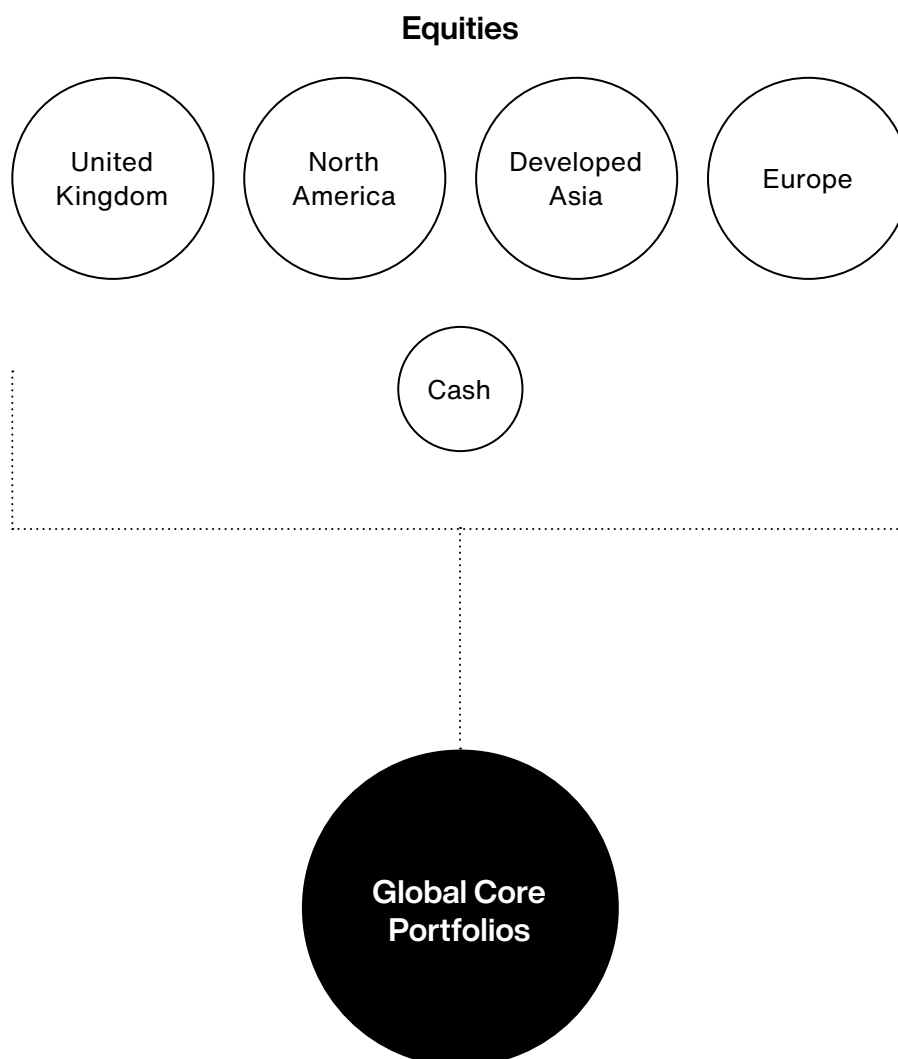 Equities
United
Kingdom
North
America
Developed
Asia
Europe
Cash
Global Core
Portfolios